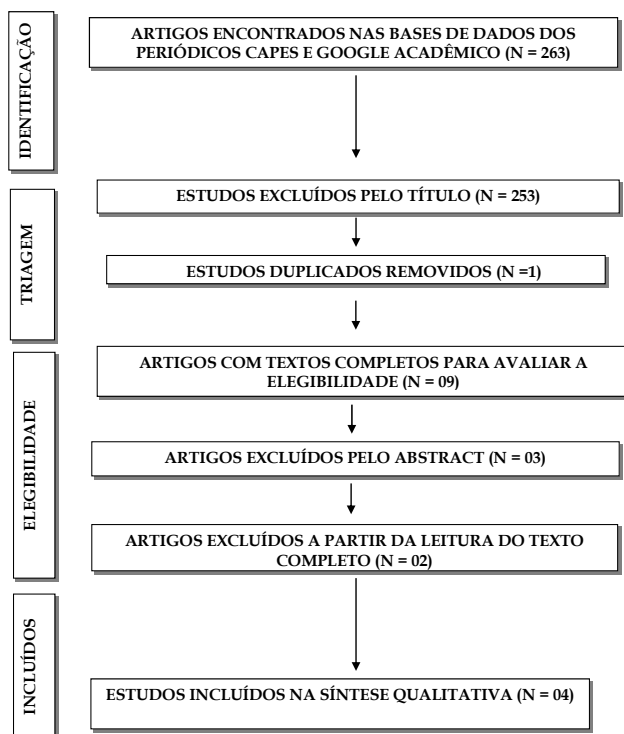 IDENTIFICAÇÃO
ARTIGOS ENCONTRADOS NAS BASES DE DADOS DOS
PERIÓDICOS CAPES E GOOGLE ACADÊMICO (N = 263)
TRIAGEM
ESTUDOS EXCLUÍDOS PELO TÍTULO (N = 253)
ESTUDOS DUPLICADOS REMOVIDOS (N =1)
ELEGIBILIDADE
ARTIGOS COM TEXTOS COMPLETOS PARA AVALIAR A
ELEGIBILIDADE (N = 09)
ARTIGOS EXCLUÍDOS PELO ABSTRACT (N = 03)
ARTIGOS EXCLUÍDOS A PARTIR DA LEITURA DO TEXTO
COMPLETO (N = 02)
INCLUÍDOS
ESTUDOS INCLUÍDOS NA SÍNTESE QUALITATIVA (N = 04)